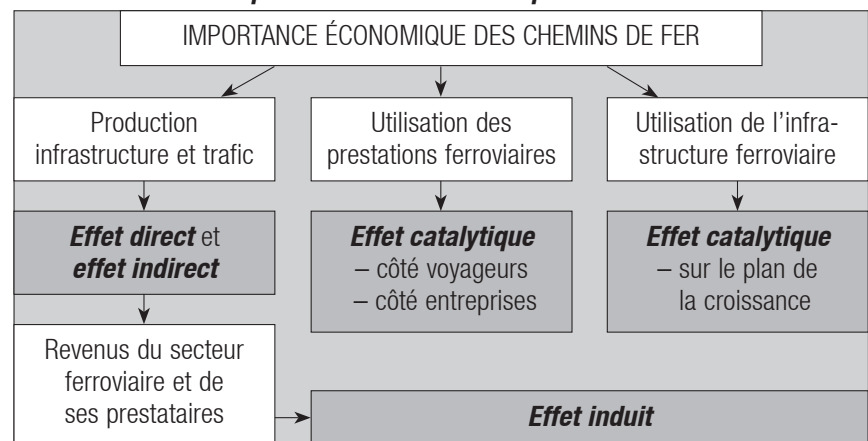 IMPORTANCE ÉCONOMIQUE DES CHEMINS DE FER
Production
infrastructure et trafic
Utilisation des
prestations ferroviaires
Utilisation de l’infra-
structure ferroviaire
Effet direct et
effet indirect
Effet catalytique
– côté voyageurs
– côté entreprises
Effet catalytique
– sur le plan de
la croissance
Revenus du secteur
ferroviaire et de
ses prestataires
Effet induit